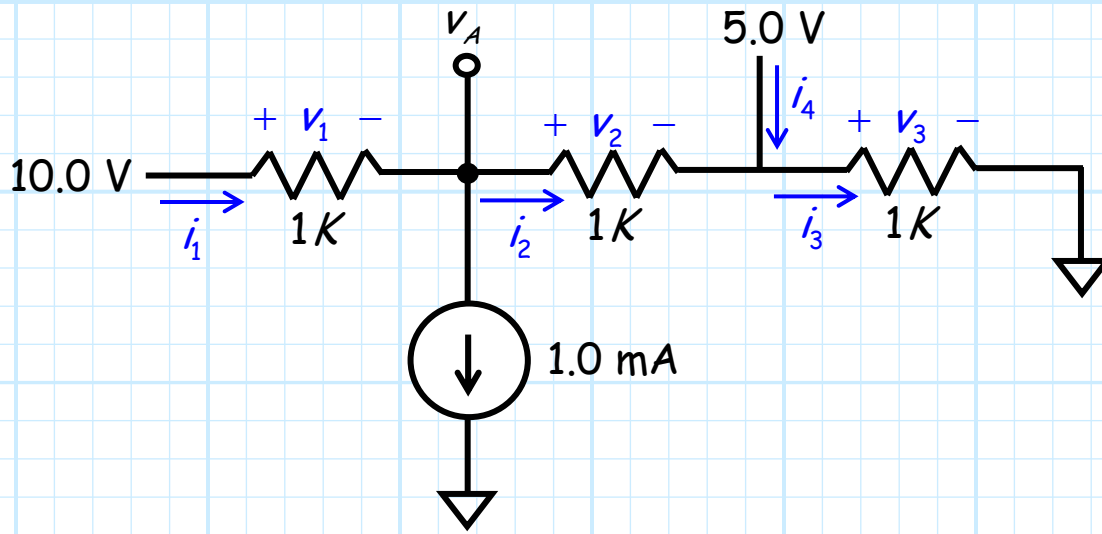 v_A
5.0 V
i_4
+ v_1 −
+ v_2 −
+ v_3 −
10.0 V
i_1
1K
i_2
1K
i_3
1K
1.0 mA